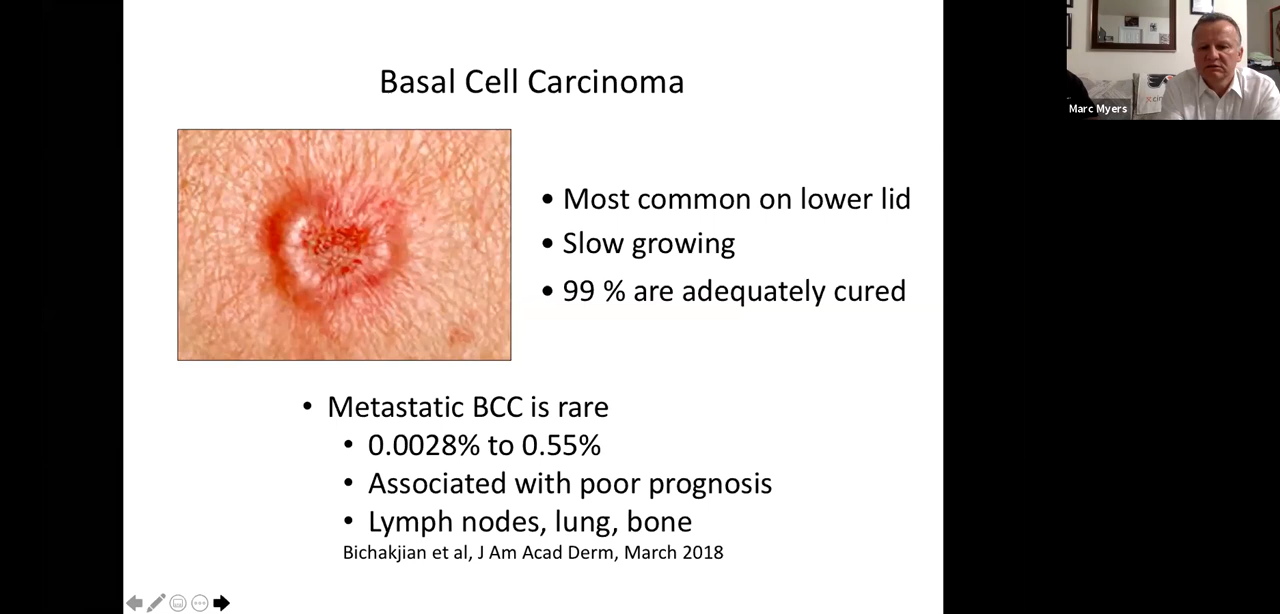 Basal Cell Carcinoma
• Most common on lower lid
• Slow growing
• 99 % are adequately cured
• Metastatic BCC is rare
• 0.0028% to 0.55%
• Associated with poor prognosis
• Lymph nodes, lung, bone
Bichakjian et al, J Am Acad Derm, March 2018
Marc Myers